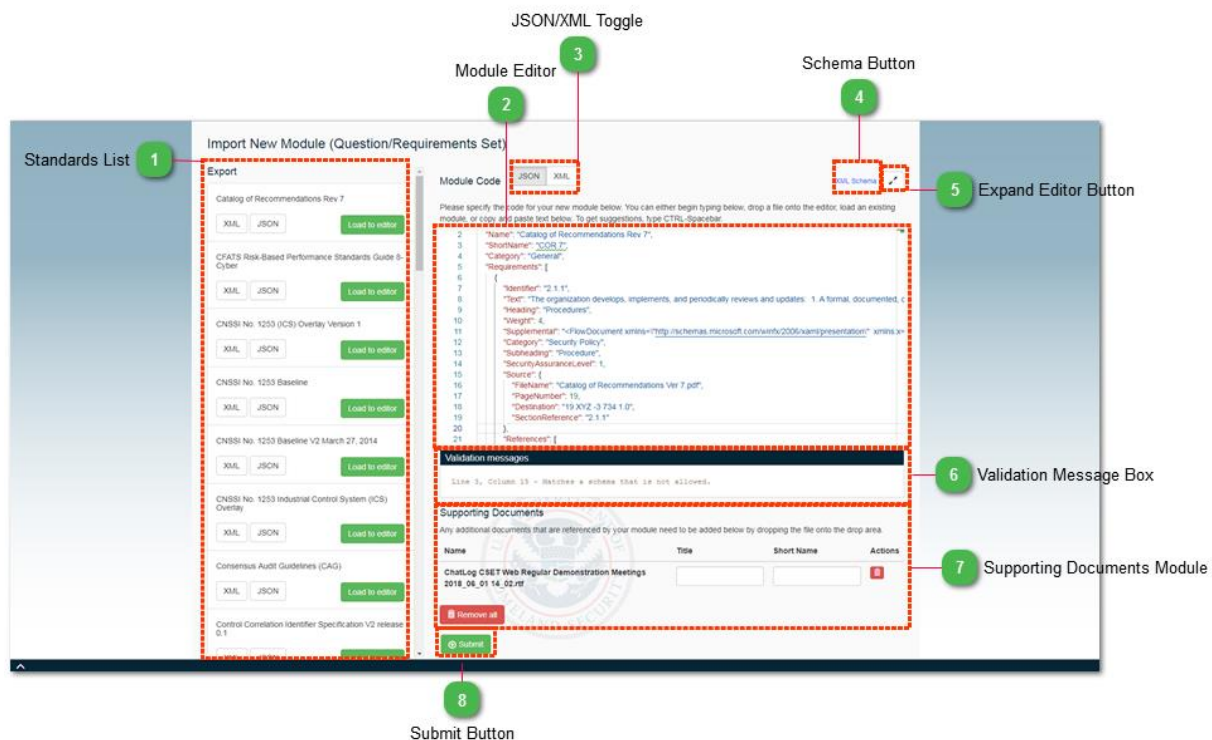 JSON/XML Toggle
3
Module Editor
2
Schema Button
4
Standards List 1
Import New Module (Question/Requirements Set)
Export
Catalog of Recommendations Rev 7
XML JSON Load to editor
CFATS Risk-Based Performance Standards Guide 8-
Cyber
XML JSON Load to editor
CNSSI No. 1253 (ICS) Overlay Version 1
XML JSON Load to editor
CNSSI No. 1253 Baseline
XML JSON Load to editor
CNSSI No. 1253 Baseline V2 March 27, 2014
XML JSON Load to editor
CNSSI No. 1253 Industrial Control System (ICS)
Overlay
XML JSON Load to editor
Consensus Audit Guidelines (CAG)
XML JSON Load to editor
Control Correlation Identifier Specification V2 release
0.1
Module Code JSON XML XML Schema
5 Expand Editor Button
Please specify the code for your new module below. You can either begin typing below, drop a file onto the editor, load an existing
module, or copy and paste text below. To get suggestions, type CTRL-Spacebar.
2 "Name": "Catalog of Recommendations Rev 7",
3 "ShortName": "COR 7",
4 "Category": "General",
5 "Requirements": [
6 {
7 "Identifier": "2.1.1",
8 "Text": "The organization develops, implements, and periodically reviews and updates: 1. A formal, documented,
9 "Heading": "Procedures",
10 "Weight": 4,
11 "Supplemental": "<FlowDocument xmlns=\"http://schemas.microsoft.com/winfx/2006/xaml/presentation\" xmlns:x=
12 "Category": "Security Policy",
13 "Subheading": "Procedure",
14 "SecurityAssuranceLevel": 1,
15 "Source": {
16 "FileName": "Catalog of Recommendations Ver 7.pdf",
17 "PageNumber": 19,
18 "Destination": "19 XYZ -3 734 1.0",
19 "SectionReference": "2.1.1"
20 },
21 "References": [
Validation messages
Line 3, Column 15 - Matches a schema that is not allowed.
6 Validation Message Box
Supporting Documents
Any additional documents that are referenced by your module need to be added below by dropping the file onto the drop area.
Name Title Short Name Actions
ChatLog CSET Web Regular Demonstration Meetings
2018_06_01 14_02.rtf
7 Supporting Documents Module
Remove all
Submit
8
Submit Button